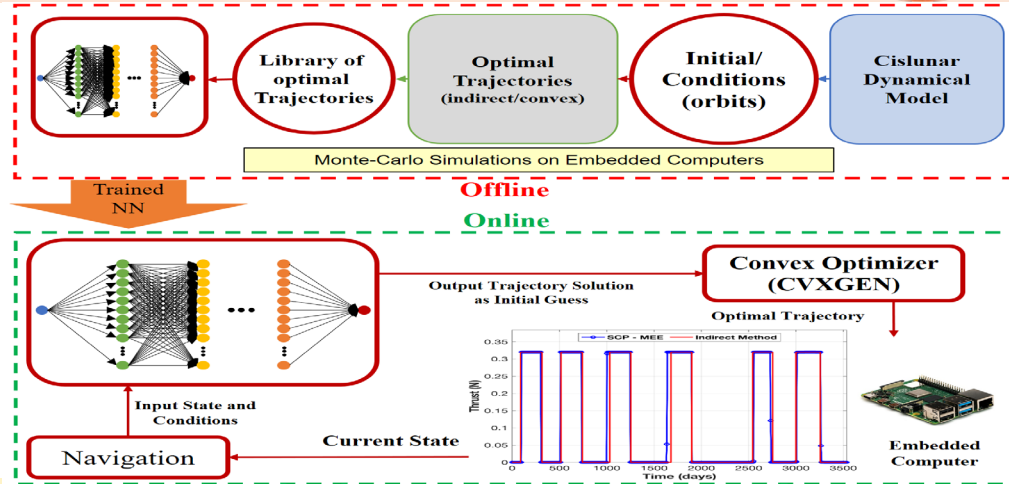 Library of
optimal
Trajectories
Optimal
Trajectories
(indirect/convex)
Initial/
Conditions
(orbits)
Cislunar
Dynamical
Model
Monte-Carlo Simulations on Embedded Computers
Trained
NN
Offline
Online
Output Trajectory Solution
as Initial Guess
Convex Optimizer
(CVXGEN)
Optimal Trajectory
Input State and
Conditions
Navigation
Current State
SCP - MEE
Indirect Method
Thrust (N)
0.35
0.3
0.25
0.2
0.15
0.1
0.05
0
0 500 1000 1500 2000 2500 3000 3500
Time (days)
Embedded
Computer